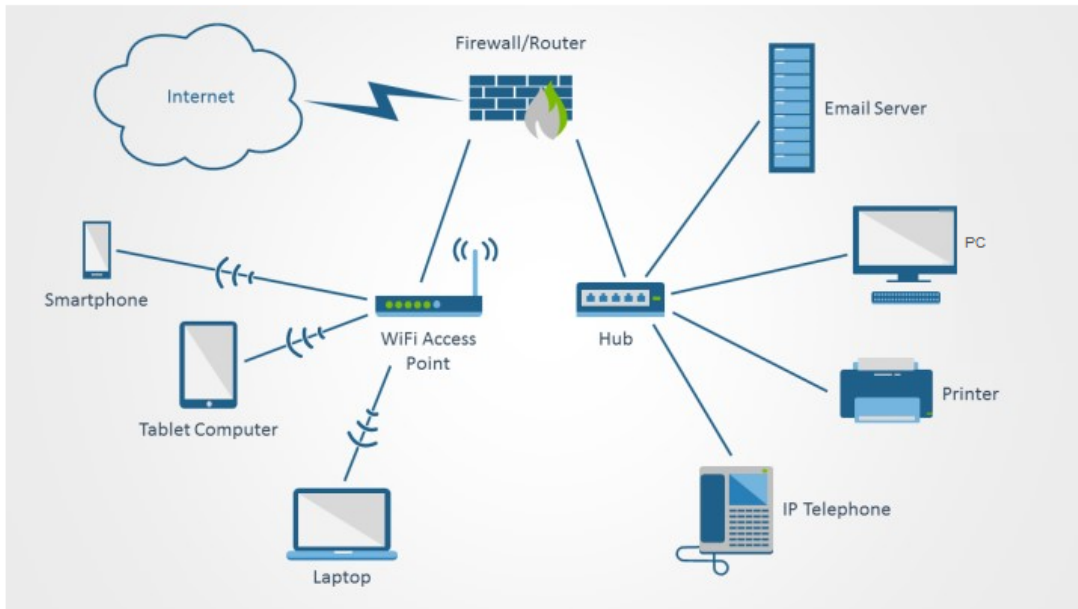 Firewall/Router
Internet
Email Server
PC
Smartphone
WiFi Access
Point
Hub
Tablet Computer
Printer
IP Telephone
Laptop